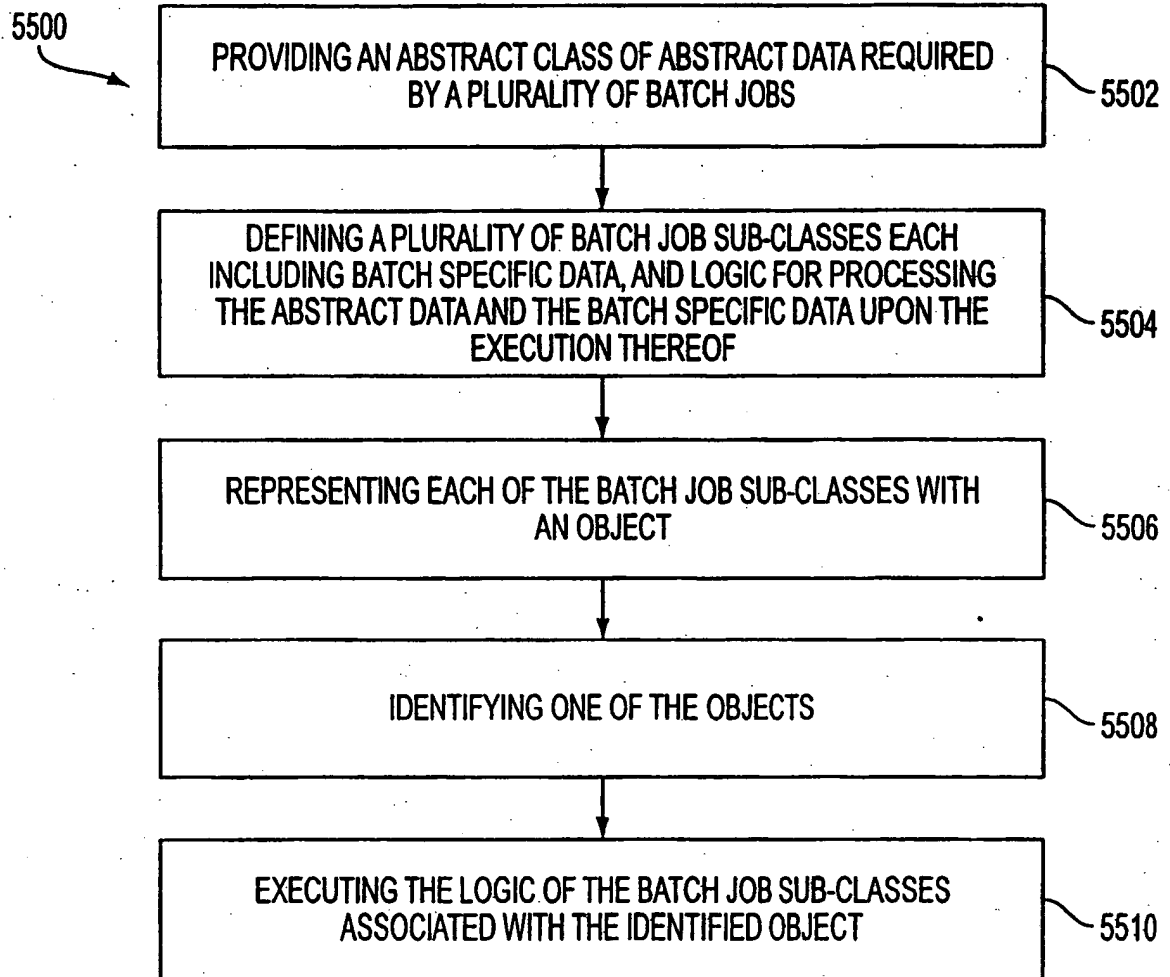 5500
PROVIDING AN ABSTRACT CLASS OF ABSTRACT DATA REQUIRED
BY A PLURALITY OF BATCH JOBS
5502
DEFINING A PLURALITY OF BATCH JOB SUB-CLASSES EACH
INCLUDING BATCH SPECIFIC DATA, AND LOGIC FOR PROCESSING
THE ABSTRACT DATA AND THE BATCH SPECIFIC DATA UPON THE
EXECUTION THEREOF
5504
REPRESENTING EACH OF THE BATCH JOB SUB-CLASSES WITH
AN OBJECT
5506
IDENTIFYING ONE OF THE OBJECTS
5508
EXECUTING THE LOGIC OF THE BATCH JOB SUB-CLASSES
ASSOCIATED WITH THE IDENTIFIED OBJECT
5510